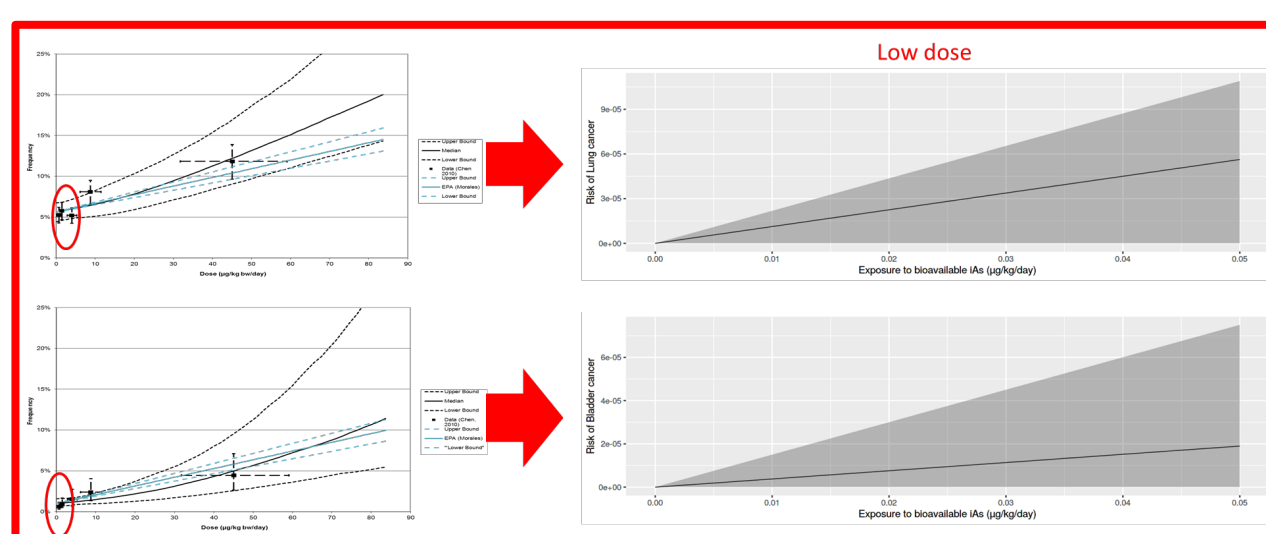 Low dose
25%
20%
15%
10%
5%
0%
Frequency
0 10 20 30 40 50 60 70 80 90
Dose (µg/kg bw/day)
Upper Bound
Median
Lower Bound
Data (Chen
2010)
Upper Bound
EPA (Morales)
Lower Bound
Risk of Lung cancer
9e-05
6e-05
3e-05
0e+00
0.00 0.01 0.02 0.03 0.04 0.05
Exposure to bioavailable iAs (µg/kg/day)
25%
20%
15%
10%
5%
0%
Frequency
0 10 20 30 40 50 60 70 80 90
Dose (µg/kg bw/day)
Upper Bound
Median
Lower Bound
Data (Chen,
2010)
Upper Bound
EPA (Morales)
"Lower Bound"
Risk of Bladder cancer
6e-05
4e-05
2e-05
0e+00
0.00 0.01 0.02 0.03 0.04 0.05
Exposure to bioavailable iAs (µg/kg/day)